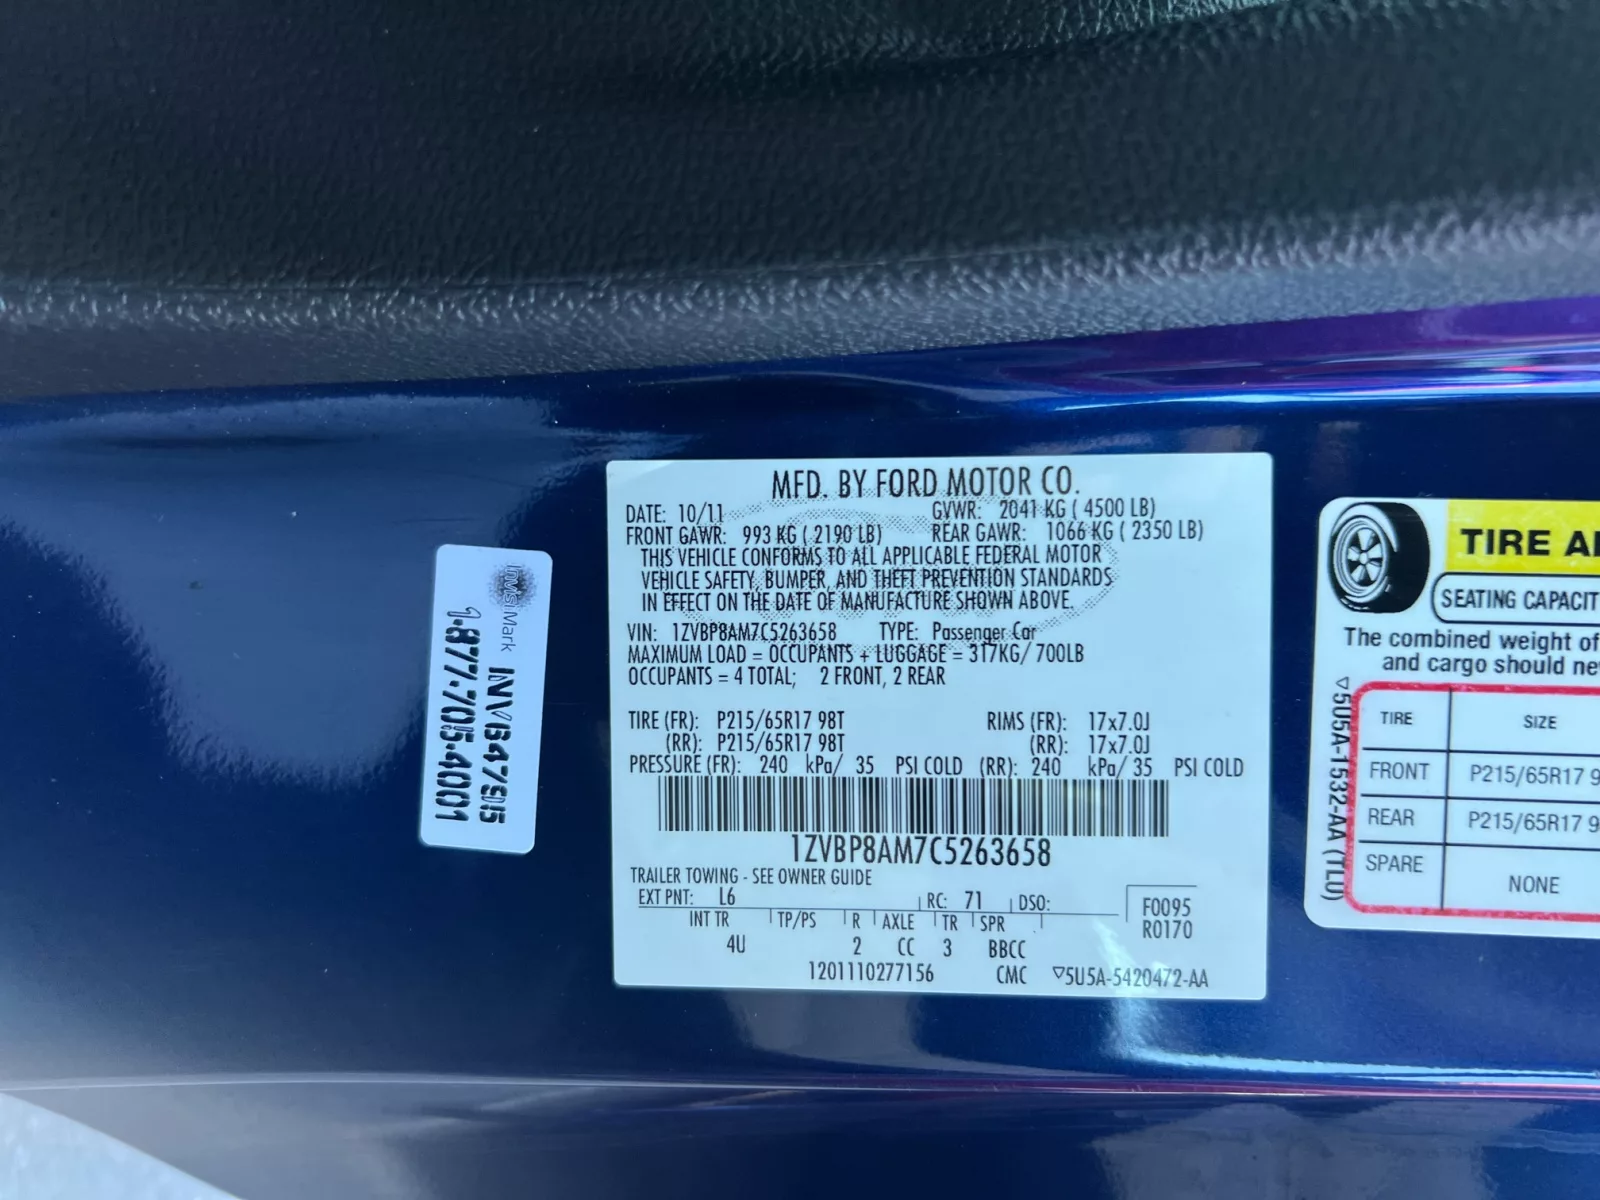 MFD. BY FORD MOTOR CO.
DATE: 10/11 GVWR: 2041 KG ( 4500 LB)
FRONT GAWR: 993 KG ( 2190 LB) REAR GAWR: 1066 KG ( 2350 LB)
THIS VEHICLE CONFORMS TO ALL APPLICABLE FEDERAL MOTOR
VEHICLE SAFETY, BUMPER, AND THEFT PREVENTION STANDARDS
IN EFFECT ON THE DATE OF MANUFACTURE SHOWN ABOVE.
VIN: 1ZVBP8AM7C5263658 TYPE: Passenger Car
MAXIMUM LOAD = OCCUPANTS + LUGGAGE = 317KG/ 700LB
OCCUPANTS = 4 TOTAL; 2 FRONT, 2 REAR
TIRE (FR): P215/65R17 98T RIMS (FR): 17x7.0J
(RR): P215/65R17 98T (RR): 17x7.0J
PRESSURE (FR): 240 kPa/ 35 PSI COLD (RR): 240 kPa/ 35 PSI COLD
1ZVBP8AM7C5263658
TRAILER TOWING - SEE OWNER GUIDE
EXT PNT: L6 RC: 71 DSO:
INT TR TP/PS R AXLE TR SPR
4U 2 CC 3 BBCC
F0095
R0170
1201110277156 CMC ▽5U5A-5420472-AA
InVisiMark
INV64795
1-877-705-4001
TIRE A
SEATING CAPACIT
The combined weight of
and cargo should ne
TIRE SIZE
FRONT P215/65R17 9
REAR P215/65R17 9
SPARE NONE
▽5U5A-1532-AA (TL0)